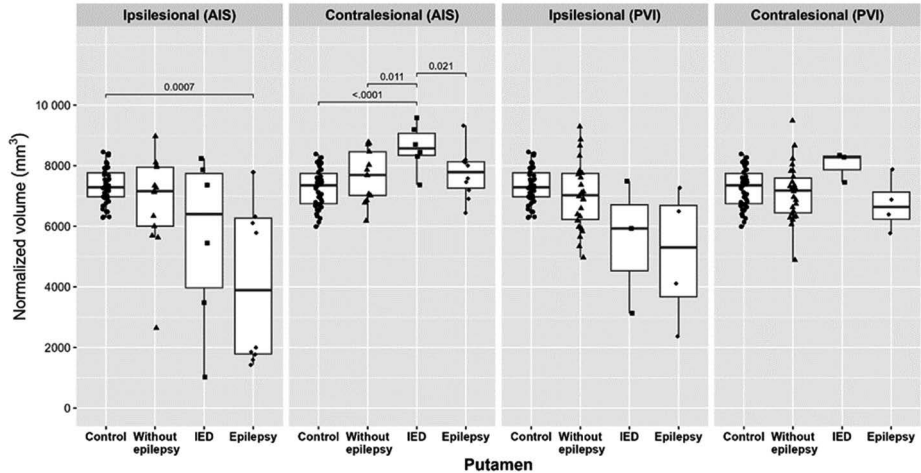 Ipsilesional (AIS)
Contralesional (AIS)
Ipsilesional (PVI)
Contralesional (PVI)
Normalized volume (mm³)
10 000
8000
6000
4000
2000
0
0.0007
<.0001
0.011
0.021
Control
Without
epilepsy
IED
Epilepsy
Control
Without
epilepsy
IED
Epilepsy
Control
Without
epilepsy
IED
Epilepsy
Control
Without
epilepsy
IED
Epilepsy
Putamen